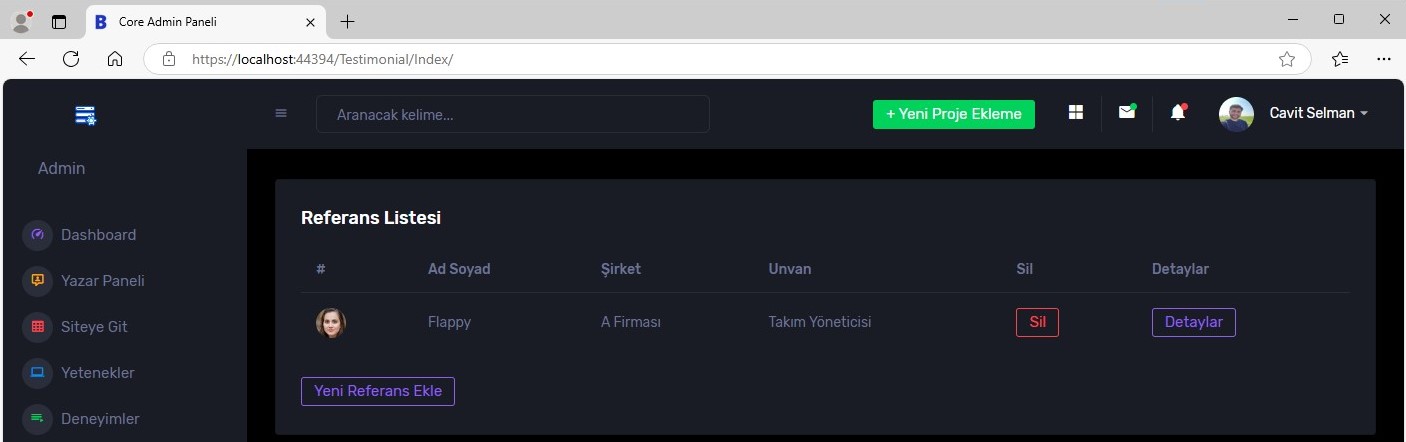 Core Admin Paneli
https://localhost:44394/Testimonial/Index/
Aranacak kelime...
+ Yeni Proje Ekleme
Cavit Selman
Admin
Dashboard
Yazar Paneli
Siteye Git
Yetenekler
Deneyimler
Referans Listesi
# Ad Soyad Şirket Unvan Sil Detaylar
Flappy A Firması Takım Yöneticisi Sil Detaylar
Yeni Referans Ekle